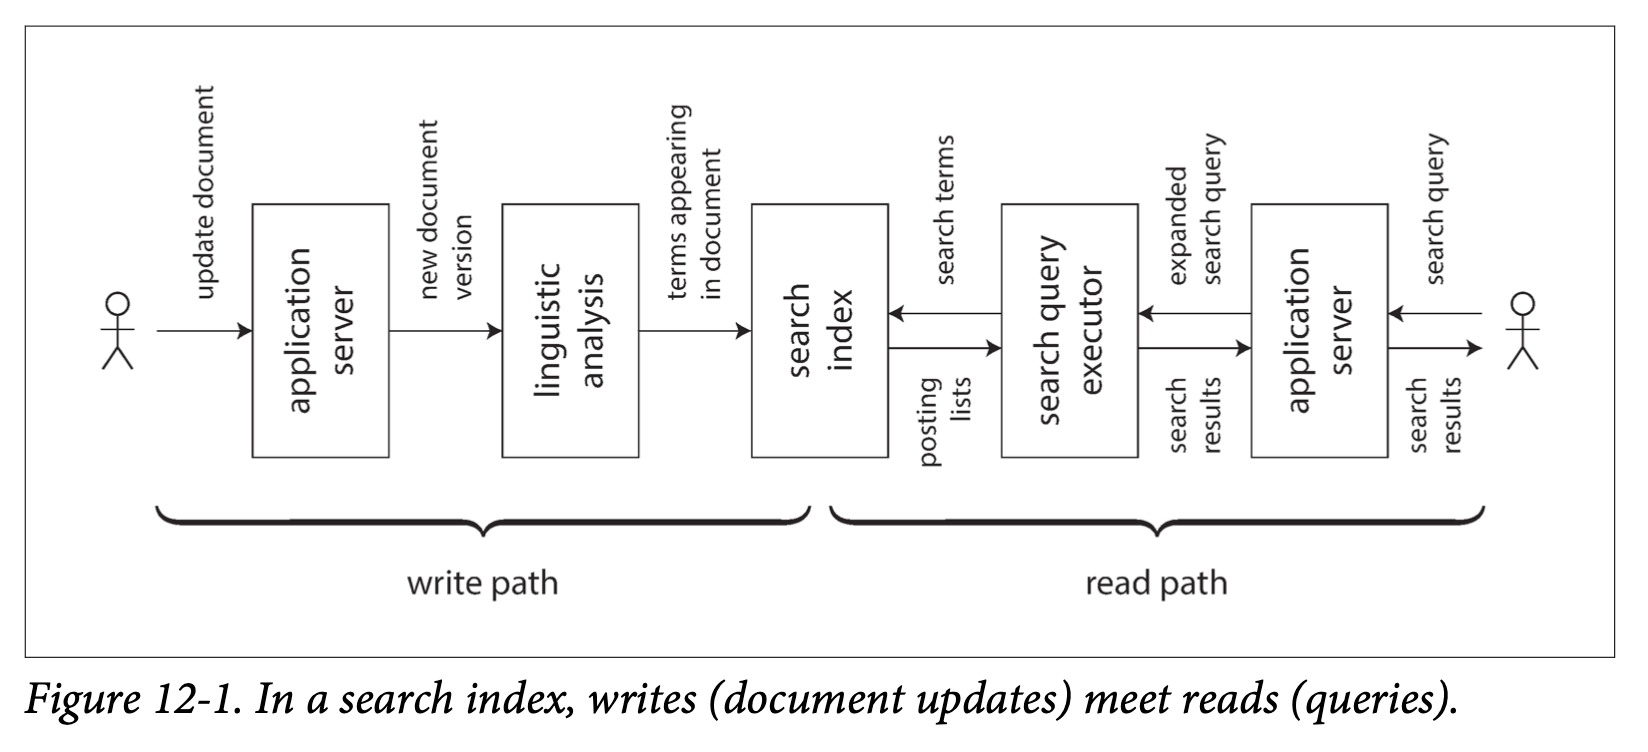 update document
application
server
new document
version
linguistic
analysis
terms appearing
in document
search
index
search terms
posting
lists
search query
executor
expanded
search query
search
results
application
server
search query
search
results
write path
read path
Figure 12-1. In a search index, writes (document updates) meet reads (queries).